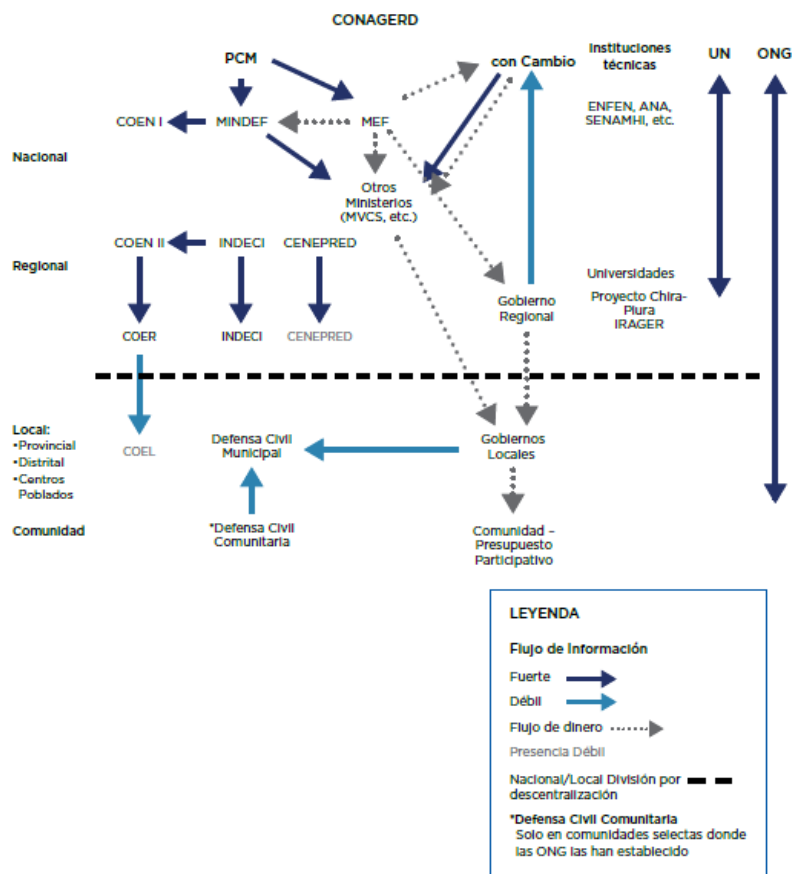 CONAGERD
PCM
con Cambio
Instituciones
técnicas
UN
ONG
COEN I
MINDEF
MEF
ENFEN, ANA,
SENAMHI, etc.
Nacional
Otros
Ministerios
(MVCS, etc.)
COEN II
INDECI
CENEPRED
Regional
Universidades
Gobierno
Regional
Proyecto Chira-
Piura
IRAGER
COER
INDECI
CENEPRED
Local:
•Provincial
•Distrital
•Centros
Poblados
COEL
Defensa Civil
Municipal
Gobiernos
Locales
Comunidad
*Defensa Civil
Comunitaria
Comunidad –
Presupuesto
Participativo
LEYENDA
Flujo de Información
Fuerte
Débil
Flujo de dinero
Presencia Débil
Nacional/Local División por
descentralización
*Defensa Civil Comunitaria
Solo en comunidades selectas donde
las ONG las han establecido